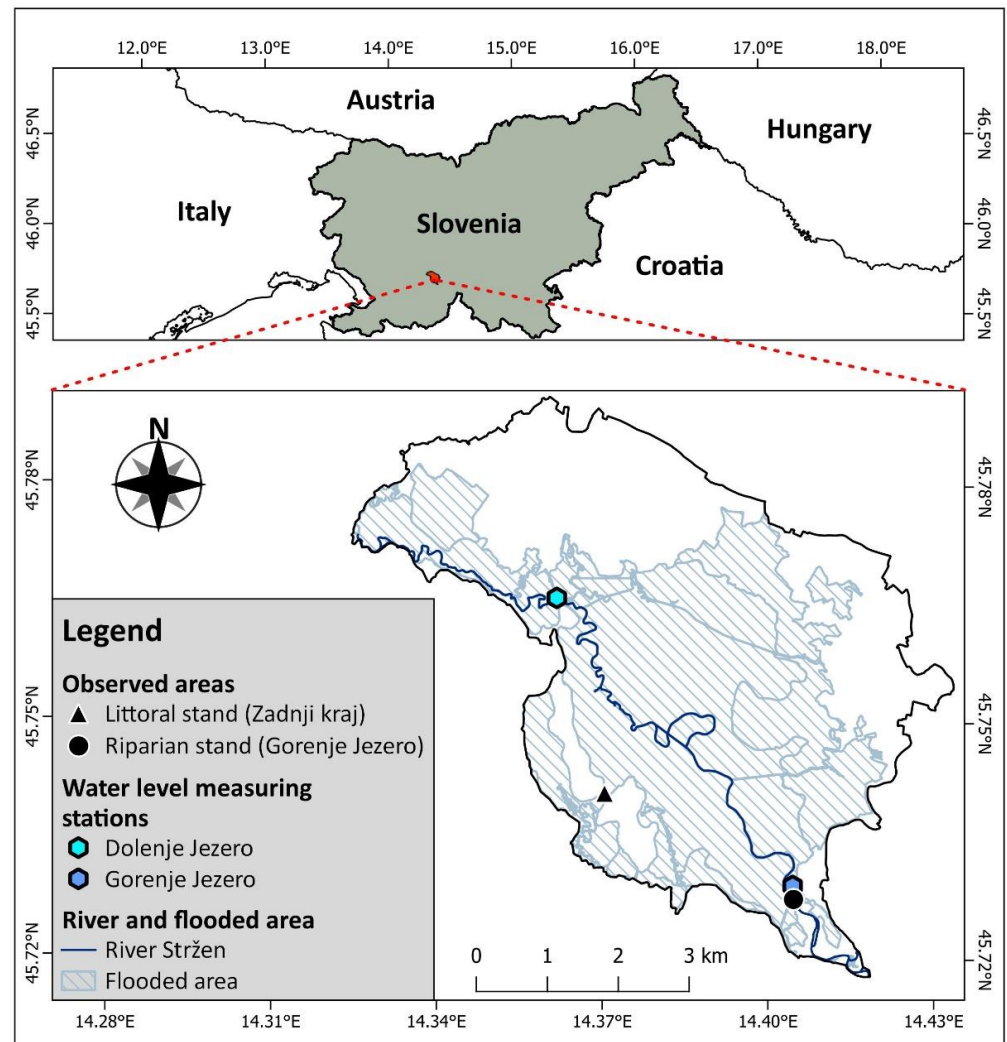 12.0°E 13.0°E 14.0°E 15.0°E 16.0°E 17.0°E 18.0°E
Austria
Hungary
46.5°N 46.5°N
Italy
Slovenia
46.0°N 46.0°N
Croatia
45.5°N 45.5°N
N
45.78°N 45.78°N
Legend
Observed areas
Littoral stand (Zadnji kraj)
Riparian stand (Gorenje Jezero)
Water level measuring
stations
Dolenje Jezero
Gorenje Jezero
River and flooded area
River Stržen
Flooded area
45.75°N 45.75°N
45.72°N 45.72°N
0 1 2 3 km
14.28°E 14.31°E 14.34°E 14.37°E 14.40°E 14.43°E